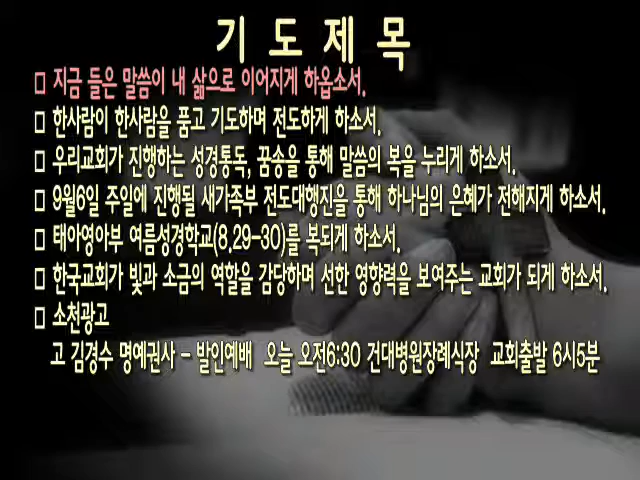 기 도 제 목
지금 들은 말씀이 내 삶으로 이어지게 하옵소서.
한사람이 한사람을 품고 기도하며 전도하게 하소서.
우리교회가 진행하는 성경통독, 꿈송을 통해 말씀의 복을 누리게 하소서.
9월6일 주일에 진행될 새가족부 전도대행진을 통해 하나님의 은혜가 전해지게 하소서.
태아영아부 여름성경학교(8.29-30)를 복되게 하소서.
한국교회가 빛과 소금의 역할을 감당하며 선한 영향력을 보여주는 교회가 되게 하소서.
소천광고
고 김경수 명예권사 - 발인예배 오늘 오전6:30 건대병원장례식장 교회출발 6시5분